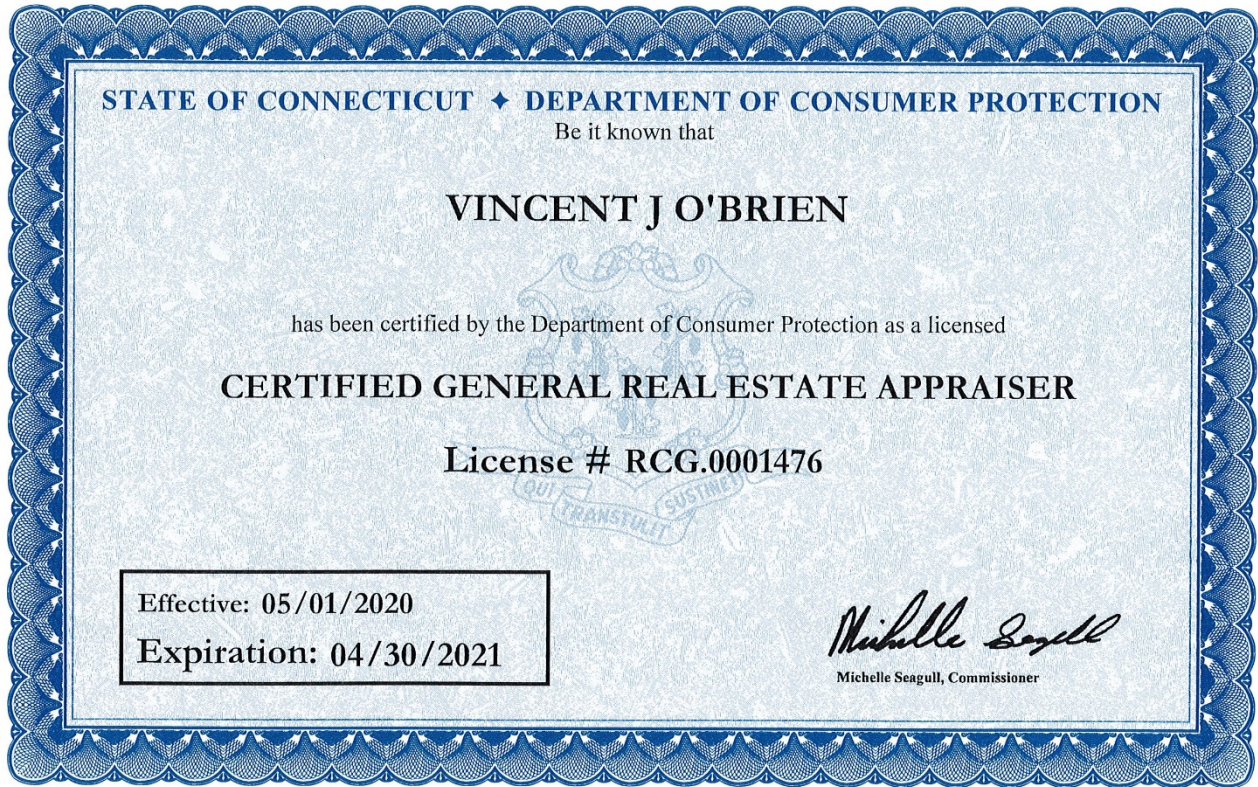 STATE OF CONNECTICUT ✦ DEPARTMENT OF CONSUMER PROTECTION
Be it known that
VINCENT J O'BRIEN
has been certified by the Department of Consumer Protection as a licensed
CERTIFIED GENERAL REAL ESTATE APPRAISER
License # RCG.0001476
QUI TRANSTULIT SUSTINET
Effective: 05/01/2020
Expiration: 04/30/2021
Michelle Seagull
Michelle Seagull, Commissioner